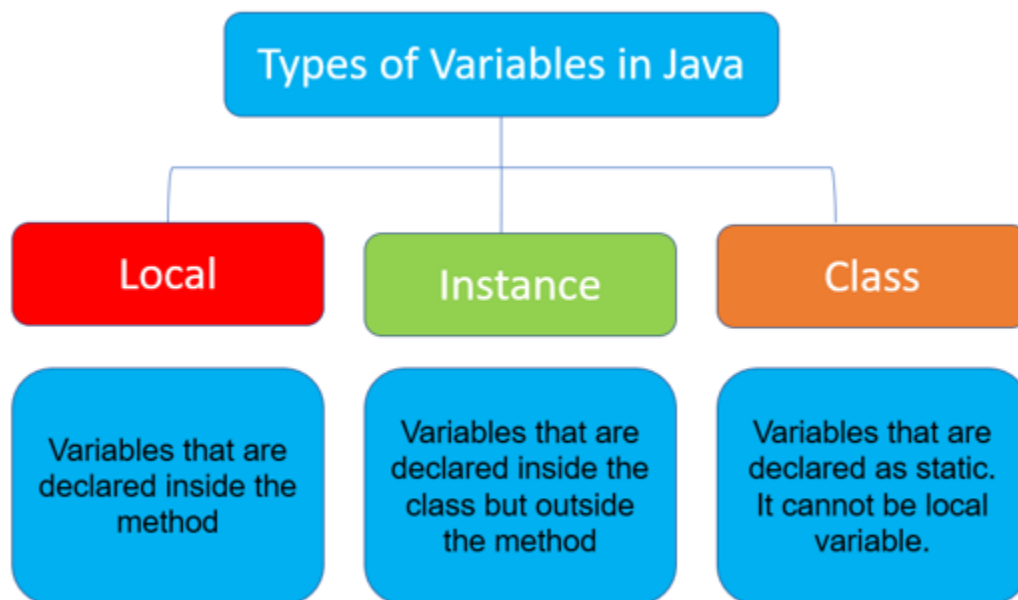 Types of Variables in Java
Local
Instance
Class
Variables that are
declared inside the
method
Variables that are
declared inside the
class but outside
the method
Variables that are
declared as static.
It cannot be local
variable.